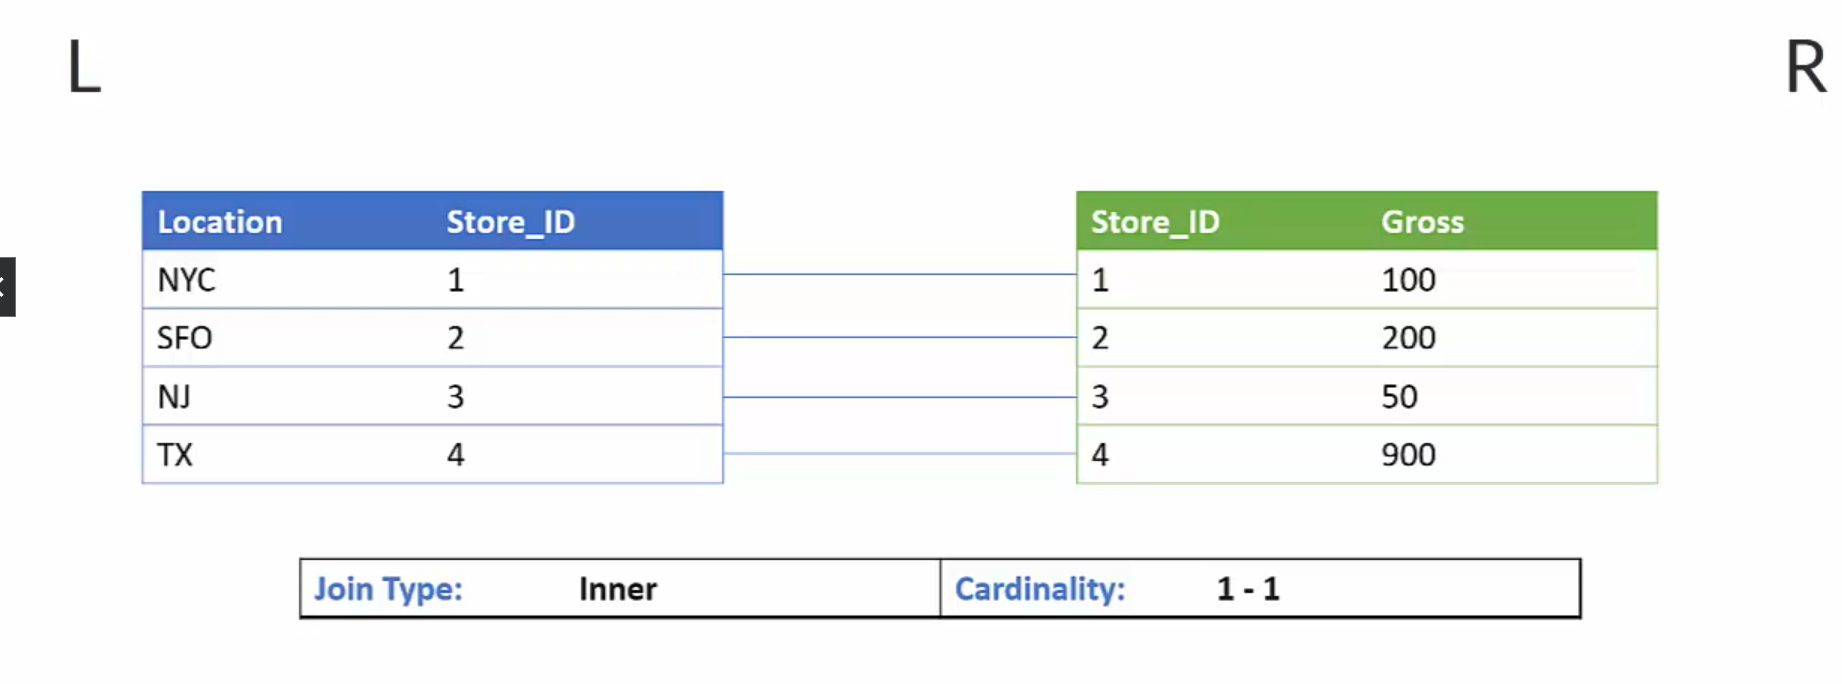 L R
Location Store_ID Store_ID Gross
NYC 1 1 100
SFO 2 2 200
NJ 3 3 50
TX 4 4 900
Join Type: Inner Cardinality: 1 - 1